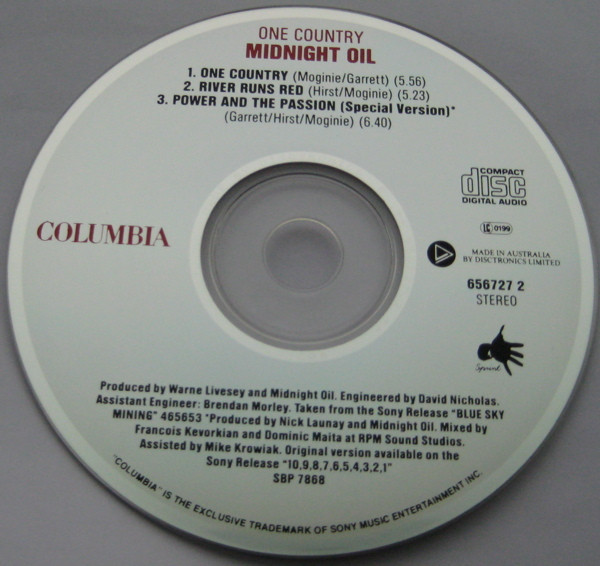 ONE COUNTRY
MIDNIGHT OIL
1. ONE COUNTRY (Moginie/Garrett) (5.56)
2. RIVER RUNS RED (Hirst/Moginie) (5.23)
3. POWER AND THE PASSION (Special Version)*
(Garrett/Hirst/Moginie) (6.40)
COMPACT
disc
DIGITAL AUDIO
LC 0199
COLUMBIA
MADE IN AUSTRALIA
BY DISCTRONICS LIMITED
656727 2
STEREO
Sprint
Produced by Warne Livesey and Midnight Oil. Engineered by David Nicholas.
Assistant Engineer: Brendan Morley. Taken from the Sony Release "BLUE SKY
MINING" 465653 *Produced by Nick Launay and Midnight Oil. Mixed by
Francois Kevorkian and Dominic Maita at RPM Sound Studios.
Assisted by Mike Krowiak. Original version available on the
Sony Release "10,9,8,7,6,5,4,3,2,1"
SBP 7868
"COLUMBIA" IS THE EXCLUSIVE TRADEMARK OF SONY MUSIC ENTERTAINMENT INC.